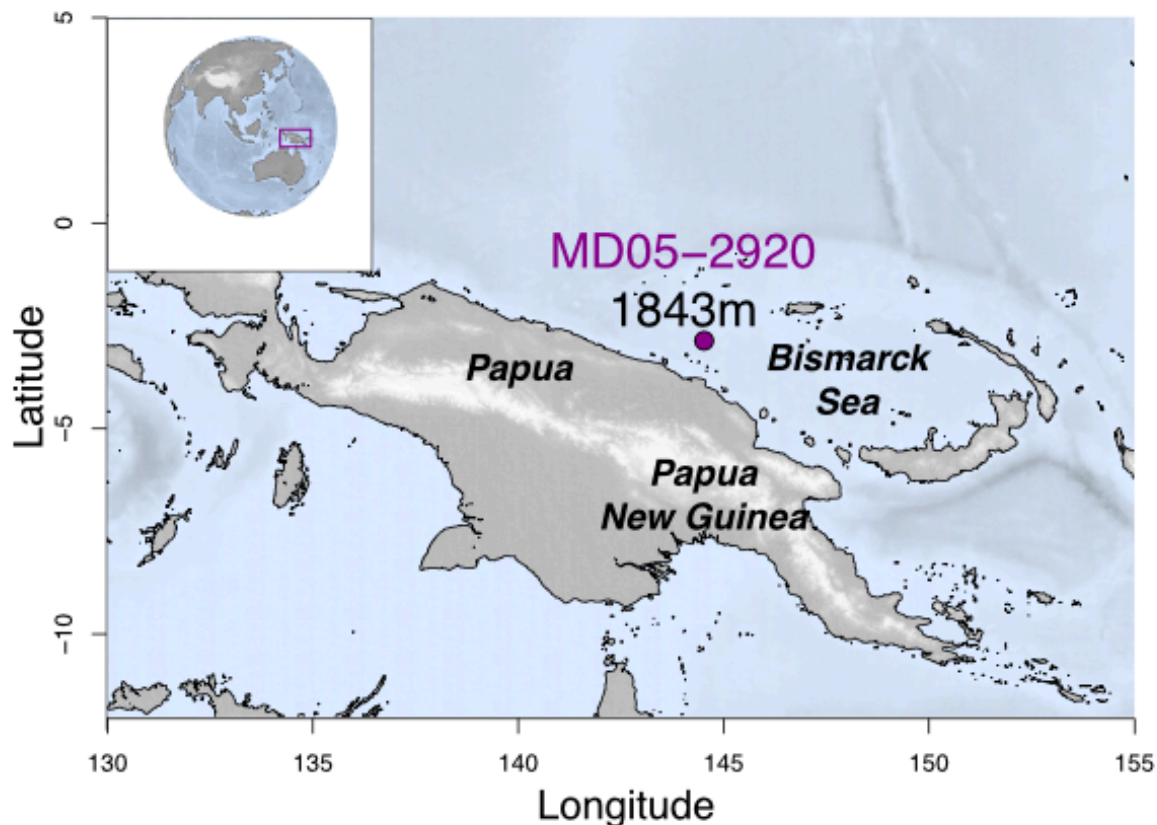 5
0
−5
−10
Latitude
MD05−2920
1843m
Papua
Bismarck
Sea
Papua
New Guinea
130
135
140
145
150
155
Longitude